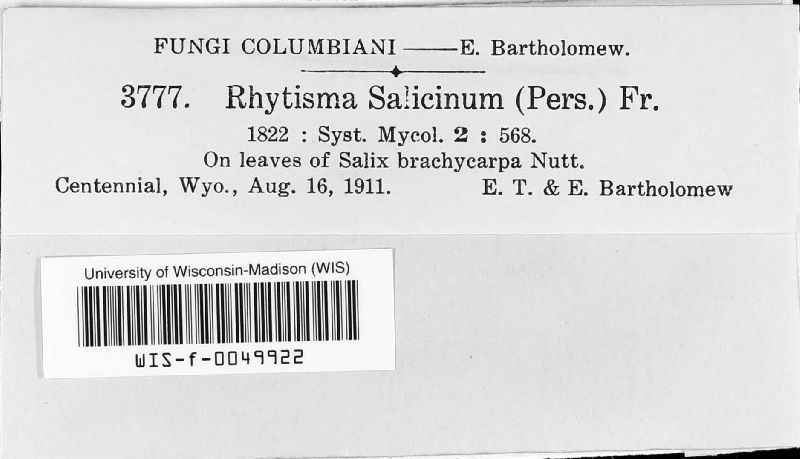 FUNGI COLUMBIANI — E. Bartholomew.
3777. Rhytisma Salicinum (Pers.) Fr.
1822 : Syst. Mycol. 2 : 568.
On leaves of Salix brachycarpa Nutt.
Centennial, Wyo., Aug. 16, 1911. E. T. & E. Bartholomew
University of Wisconsin-Madison (WIS)
WIS-f-0049922